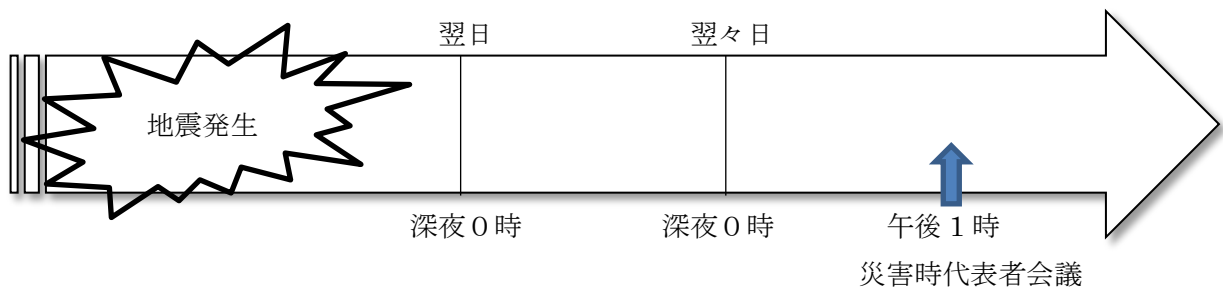 翌日
翌々日
地震発生
深夜０時
深夜０時
午後１時
災害時代表者会議